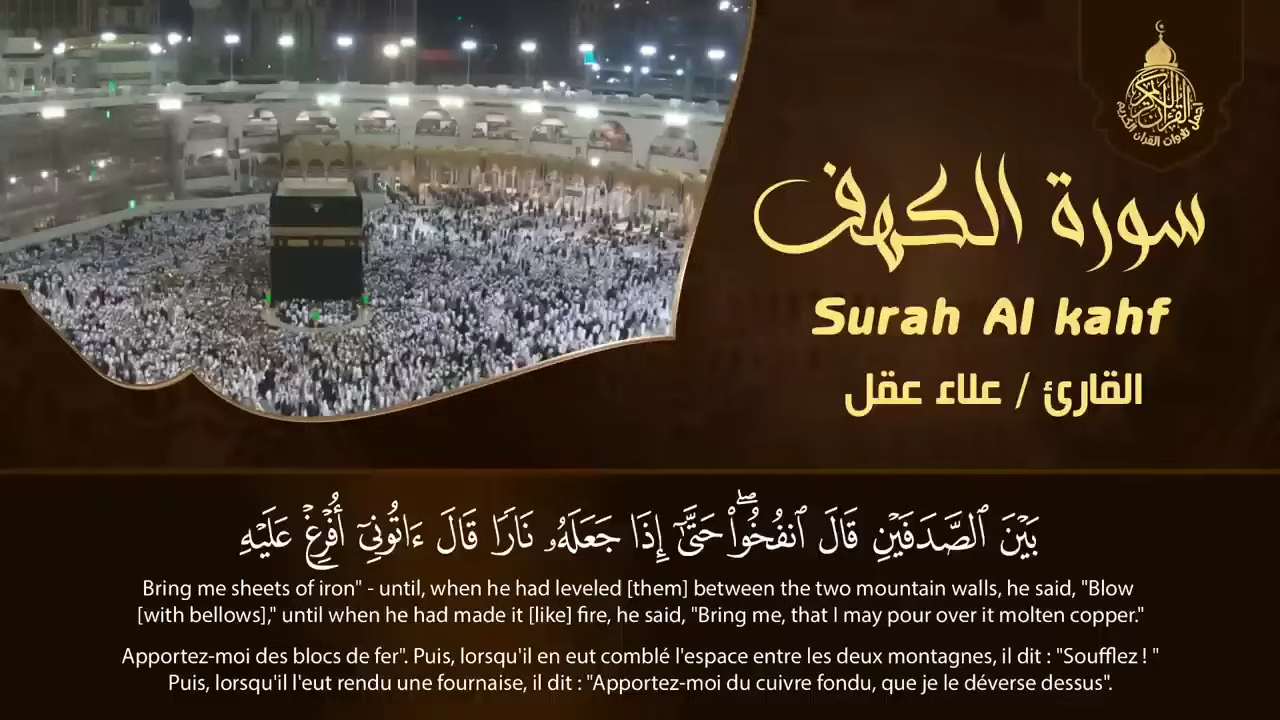 أجمل تلاوات القرآن الكريم
سورة الكهف
Surah Al kahf
القارئ / علاء عقل
بَيْنَ ٱلصَّدَفَيْنِ قَالَ ٱنفُخُوا۟ ۖ حَتَّىٰٓ إِذَا جَعَلَهُۥ نَارًا قَالَ ءَاتُونِىٓ أُفْرِغْ عَلَيْهِ
Bring me sheets of iron" - until, when he had leveled [them] between the two mountain walls, he said, "Blow
[with bellows]," until when he had made it [like] fire, he said, "Bring me, that I may pour over it molten copper."
Apportez-moi des blocs de fer". Puis, lorsqu'il en eut comblé l'espace entre les deux montagnes, il dit : "Soufflez ! "
Puis, lorsqu'il l'eut rendu une fournaise, il dit : "Apportez-moi du cuivre fondu, que je le déverse dessus".